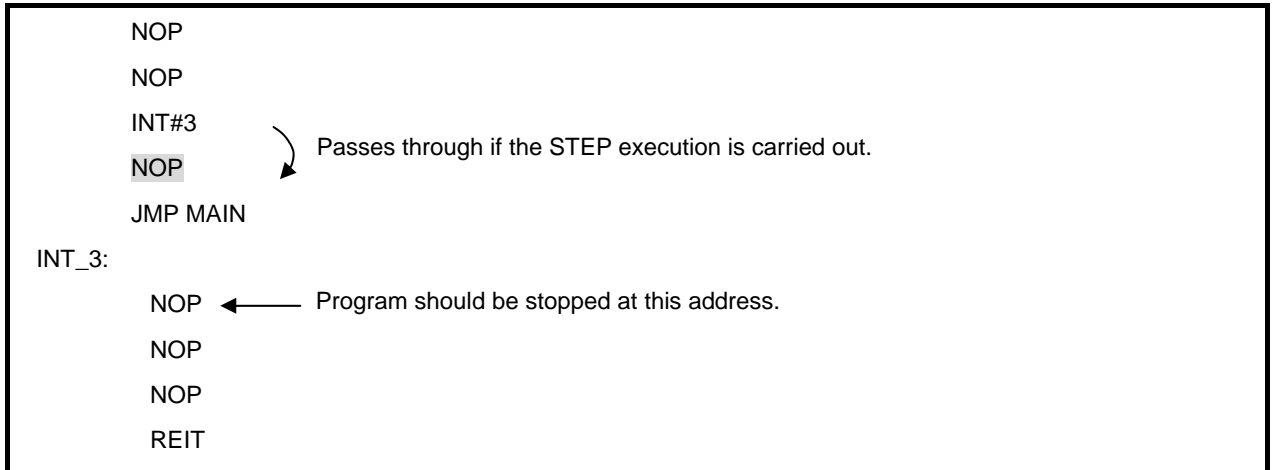 NOP
NOP
INT#3
Passes through if the STEP execution is carried out.
NOP
JMP MAIN
INT_3:
NOP
Program should be stopped at this address.
NOP
NOP
REIT